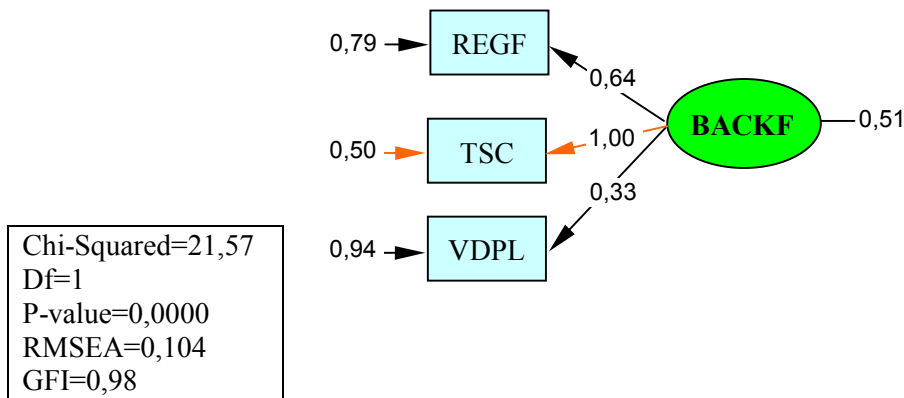 0,79
REGF
0,64
BACKF
0,51
0,50
TSC
1,00
0,33
0,94
VDPL
Chi-Squared=21,57
Df=1
P-value=0,0000
RMSEA=0,104
GFI=0,98